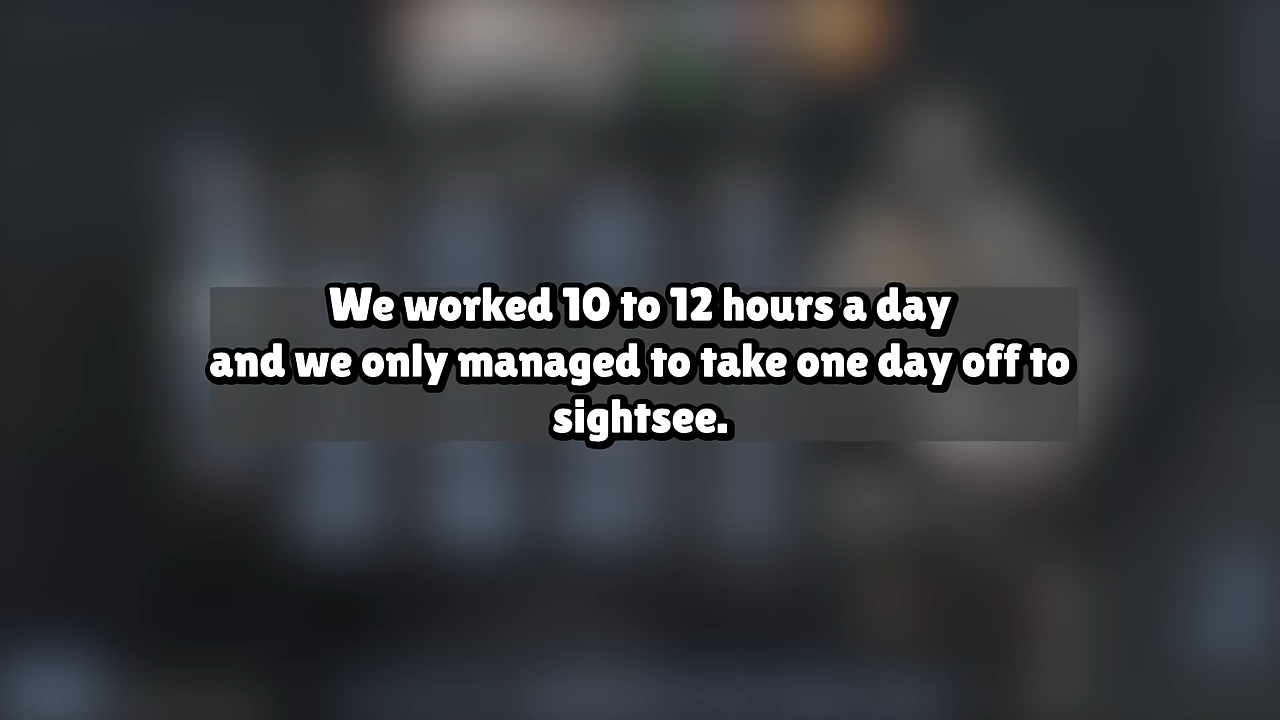 We worked 10 to 12 hours a day
and we only managed to take one day off to
sightsee.